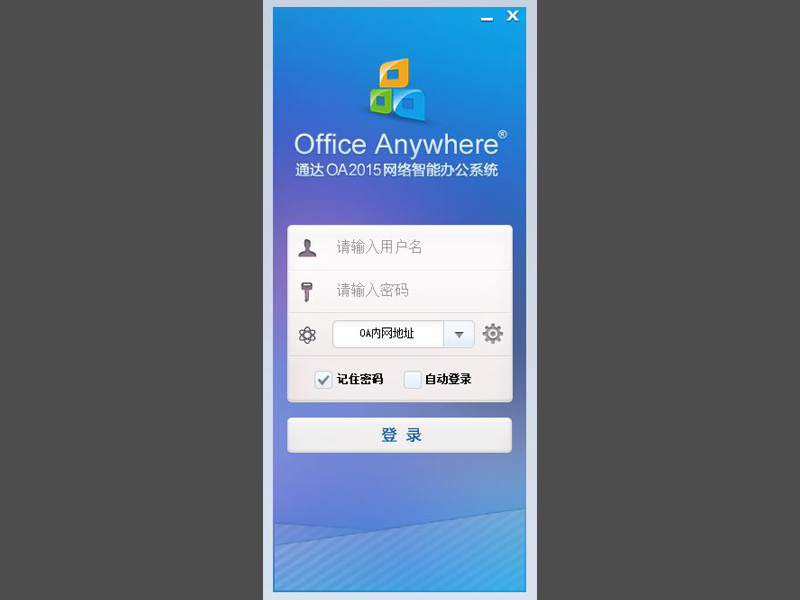 Office Anywhere®
通达OA2015网络智能办公系统
请输入用户名
请输入密码
OA内网地址
记住密码 自动登录
登 录